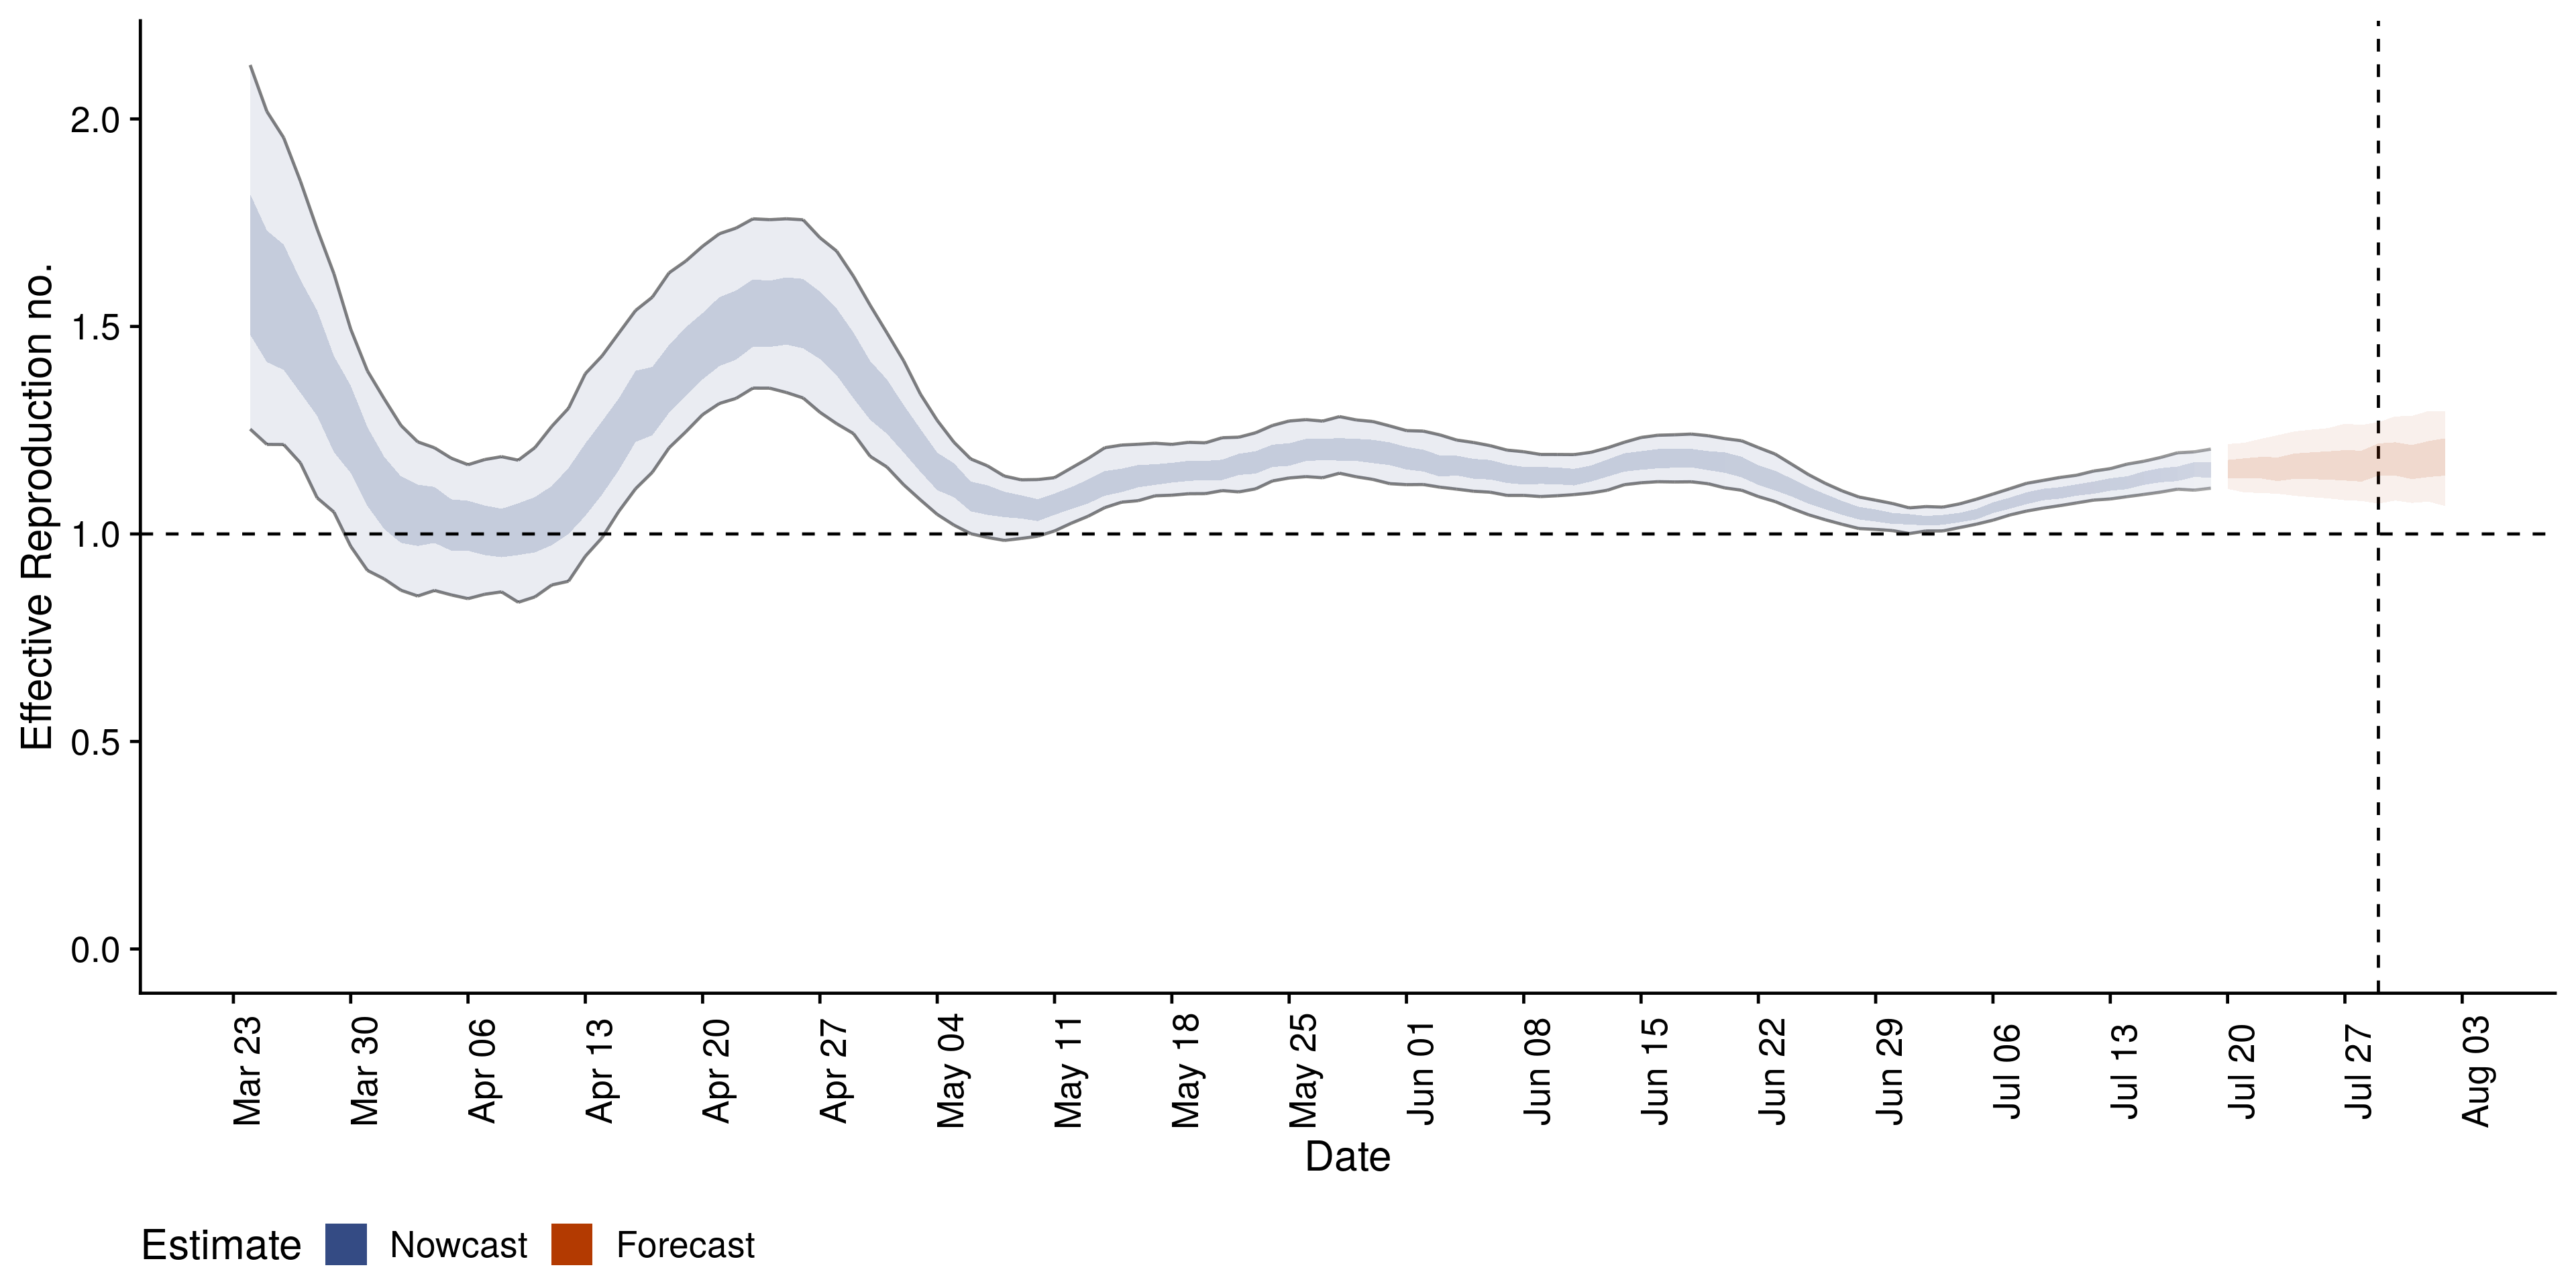 Effective Reproduction no.
2.0
1.5
1.0
0.5
0.0
Mar 23
Mar 30
Apr 06
Apr 13
Apr 20
Apr 27
May 04
May 11
May 18
May 25
Jun 01
Jun 08
Jun 15
Jun 22
Jun 29
Jul 06
Jul 13
Jul 20
Jul 27
Aug 03
Date
Estimate Nowcast Forecast